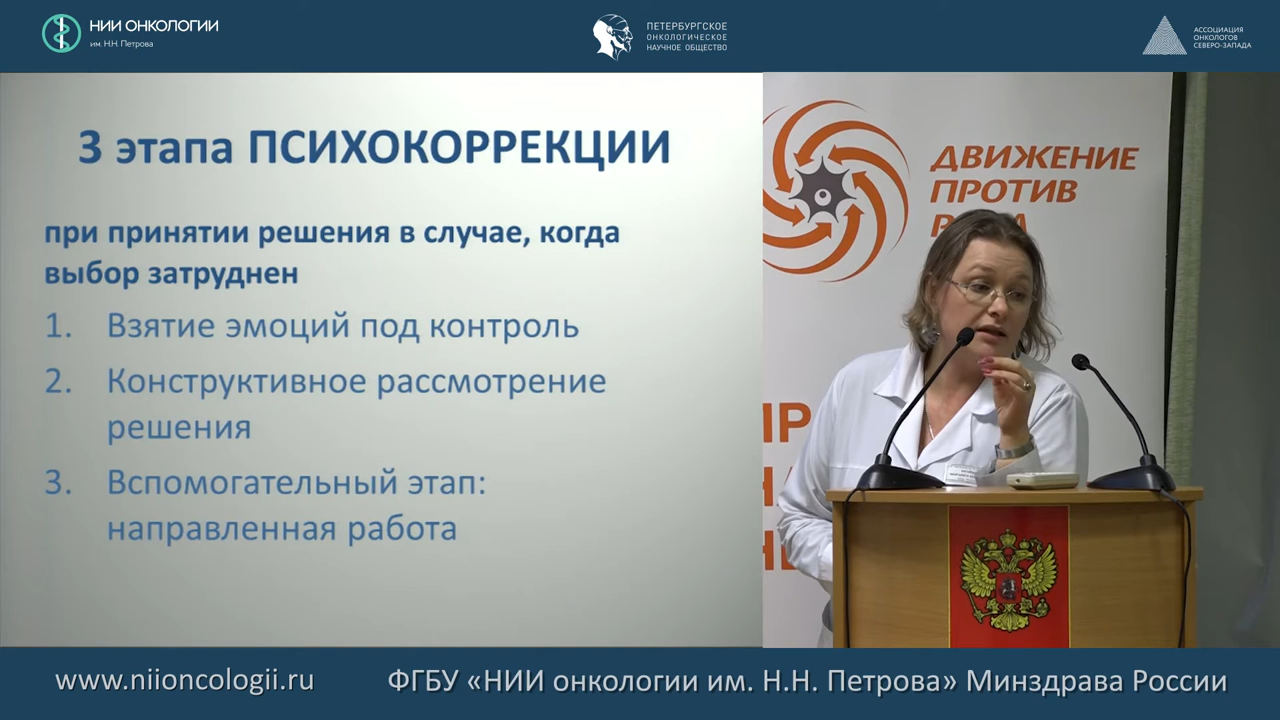 НИИ ОНКОЛОГИИ
им. Н.Н. Петрова
ПЕТЕРБУРГСКОЕ
ОНКОЛОГИЧЕСКОЕ
НАУЧНОЕ ОБЩЕСТВО
АССОЦИАЦИЯ
ОНКОЛОГОВ
СЕВЕРО-ЗАПАДА
3 этапа ПСИХОКОРРЕКЦИИ
при принятии решения в случае, когда
выбор затруднен
1. Взятие эмоций под контроль
2. Конструктивное рассмотрение
решения
3. Вспомогательный этап:
направленная работа
ДВИЖЕНИЕ
ПРОТИВ
www.niioncologii.ru
ФГБУ «НИИ онкологии им. Н.Н. Петрова» Минздрава России